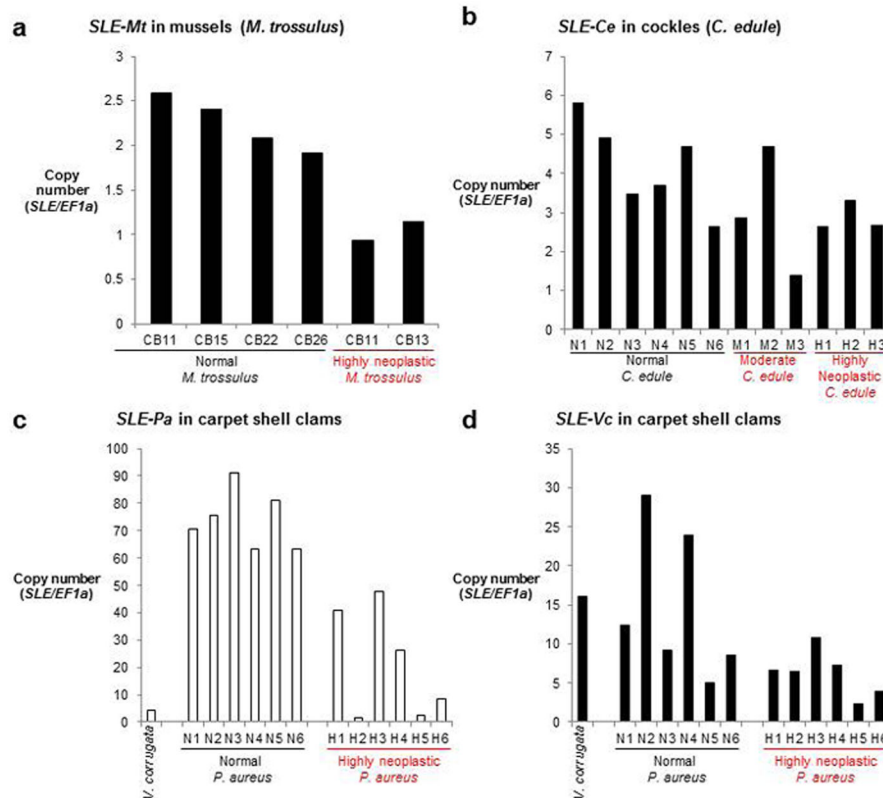 a
SLE-Mt in mussels (M. trossulus)
3
2.5
2
1.5
1
0.5
0
Copy number
(SLE/EF1a)
CB11 CB15 CB22 CB26 CB11 CB13
Normal Highly neoplastic
M. trossulus M. trossulus
b
SLE-Ce in cockles (C. edule)
7
6
5
4
3
2
1
0
Copy number
(SLE/EF1a)
N1 N2 N3 N4 N5 N6 M1 M2 M3 H1 H2 H3
Normal Moderate Highly
C. edule C. edule Neoplastic
C. edule
c
SLE-Pa in carpet shell clams
100
90
80
70
60
50
40
30
20
10
0
Copy number
(SLE/EF1a)
V. corrugata
N1 N2 N3 N4 N5 N6 H1 H2 H3 H4 H5 H6
Normal Highly neoplastic
P. aureus P. aureus
d
SLE-Vc in carpet shell clams
35
30
25
20
15
10
5
0
Copy number
(SLE/EF1a)
V. corrugata
N1 N2 N3 N4 N5 N6 H1 H2 H3 H4 H5 H6
Normal Highly neoplastic
P. aureus P. aureus